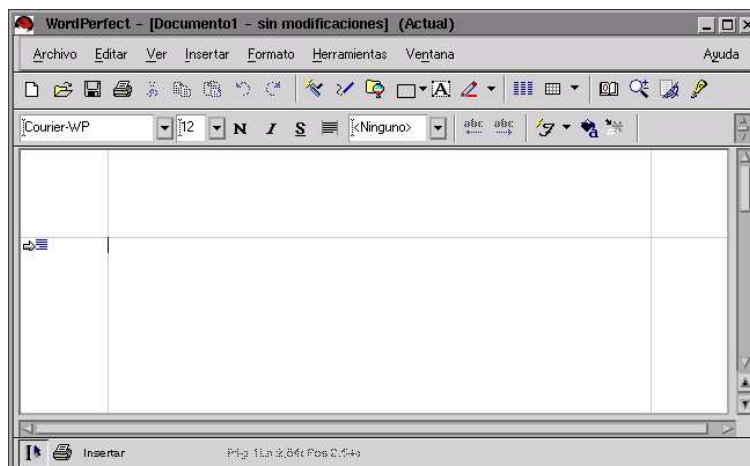 WordPerfect - [Documento1 - sin modificaciones] (Actual)
Archivo Editar Ver Insertar Formato Herramientas Ventana Ayuda
A
Courier-WP 12 N I S <Ninguno> abc abc
Insertar